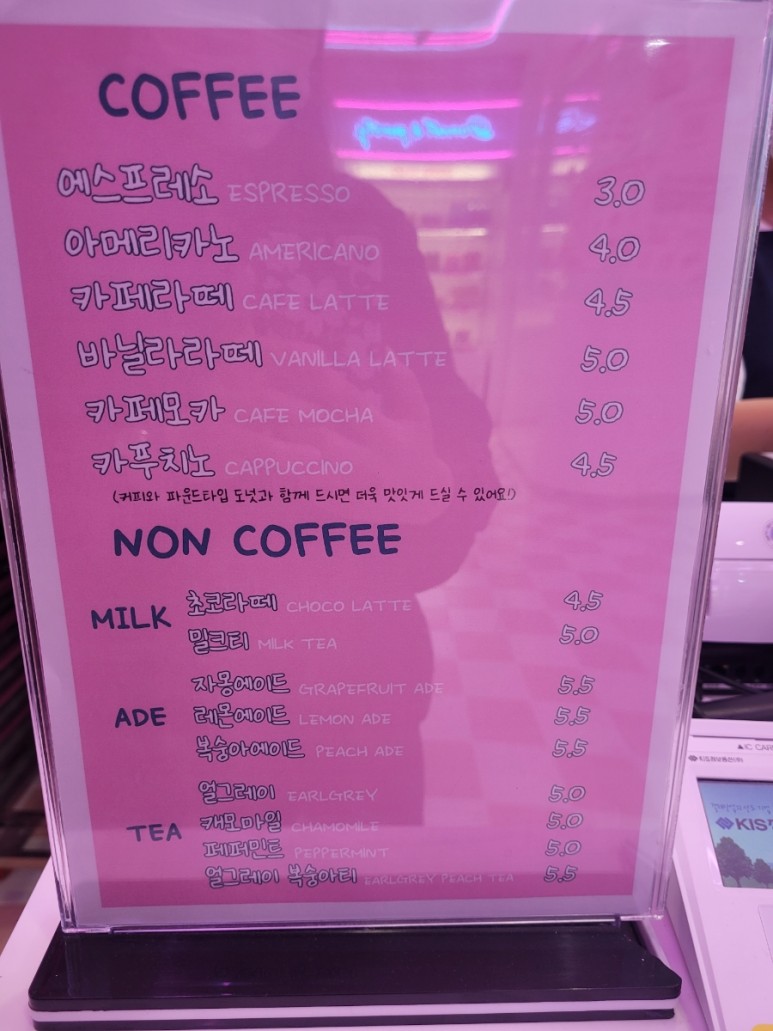 COFFEE
에스프레소 ESPRESSO 3.0
아메리카노 AMERICANO 4.0
카페라떼 CAFE LATTE 4.5
바닐라라떼 VANILLA LATTE 5.0
카페모카 CAFE MOCHA 5.0
카푸치노 CAPPUCCINO 4.5
(커피와 파운드타입 도넛과 함께 드시면 더욱 맛있게 드실 수 있어요!)
NON COFFEE
MILK 초코라떼 CHOCO LATTE 4.5
밀크티 MILK TEA 5.0
자몽에이드 GRAPEFRUIT ADE 5.5
ADE 레몬에이드 LEMON ADE 5.5
복숭아에이드 PEACH ADE 5.5
얼그레이 EARLGREY 5.0
TEA 캐모마일 CHAMOMILE 5.0
페퍼민트 PEPPERMINT 5.0
얼그레이 복숭아티 EARLGREY PEACH TEA 5.5
▲IC CAR
KIS